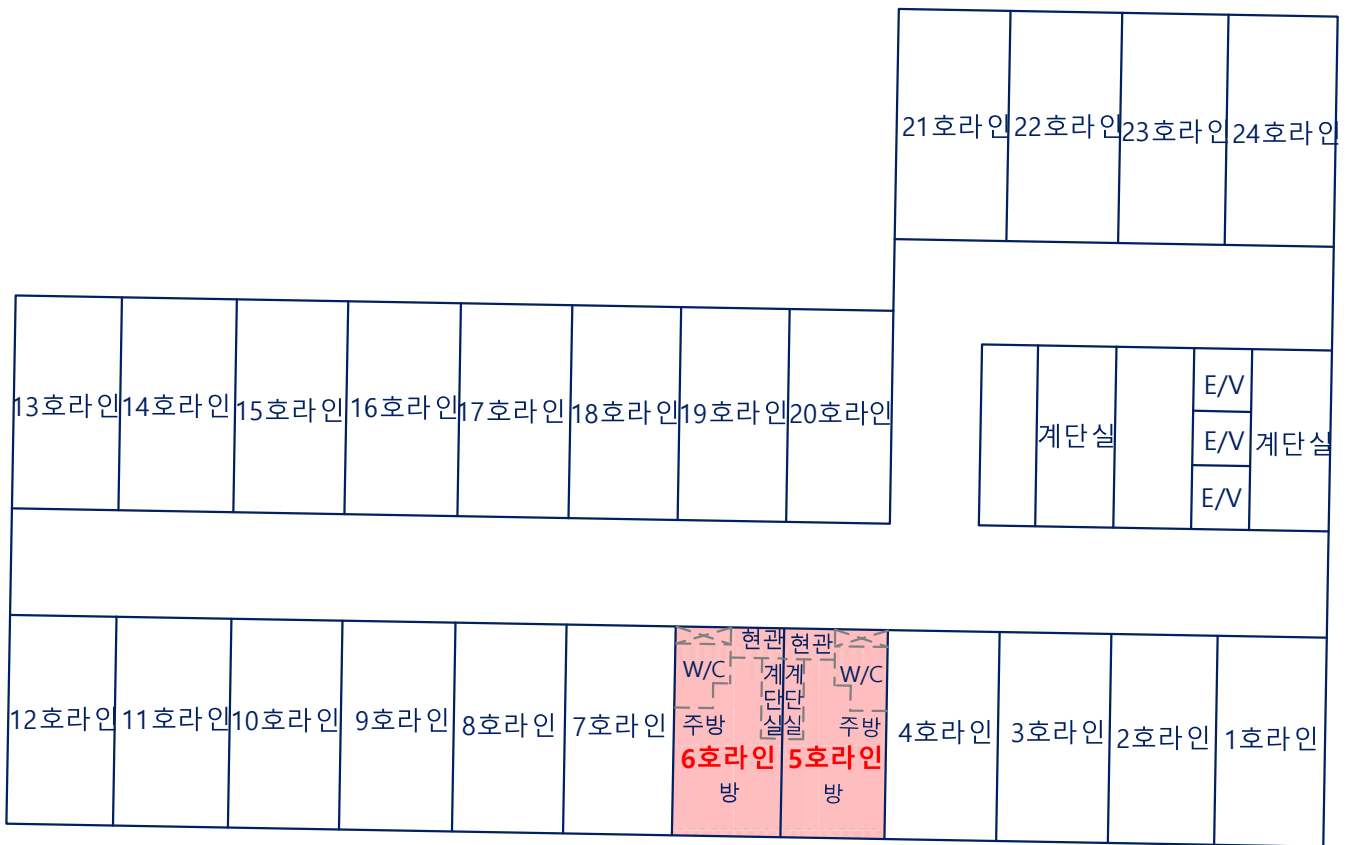 21호라인 22호라인 23호라인 24호라인
13호라인 14호라인 15호라인 16호라인 17호라인 18호라인 19호라인 20호라인
계단실
E/V
E/V
E/V
계단실
12호라인 11호라인 10호라인 9호라인 8호라인 7호라인
현관
W/C
계단실
주방
6호라인
방
현관
W/C
계단실
주방
5호라인
방
4호라인 3호라인 2호라인 1호라인